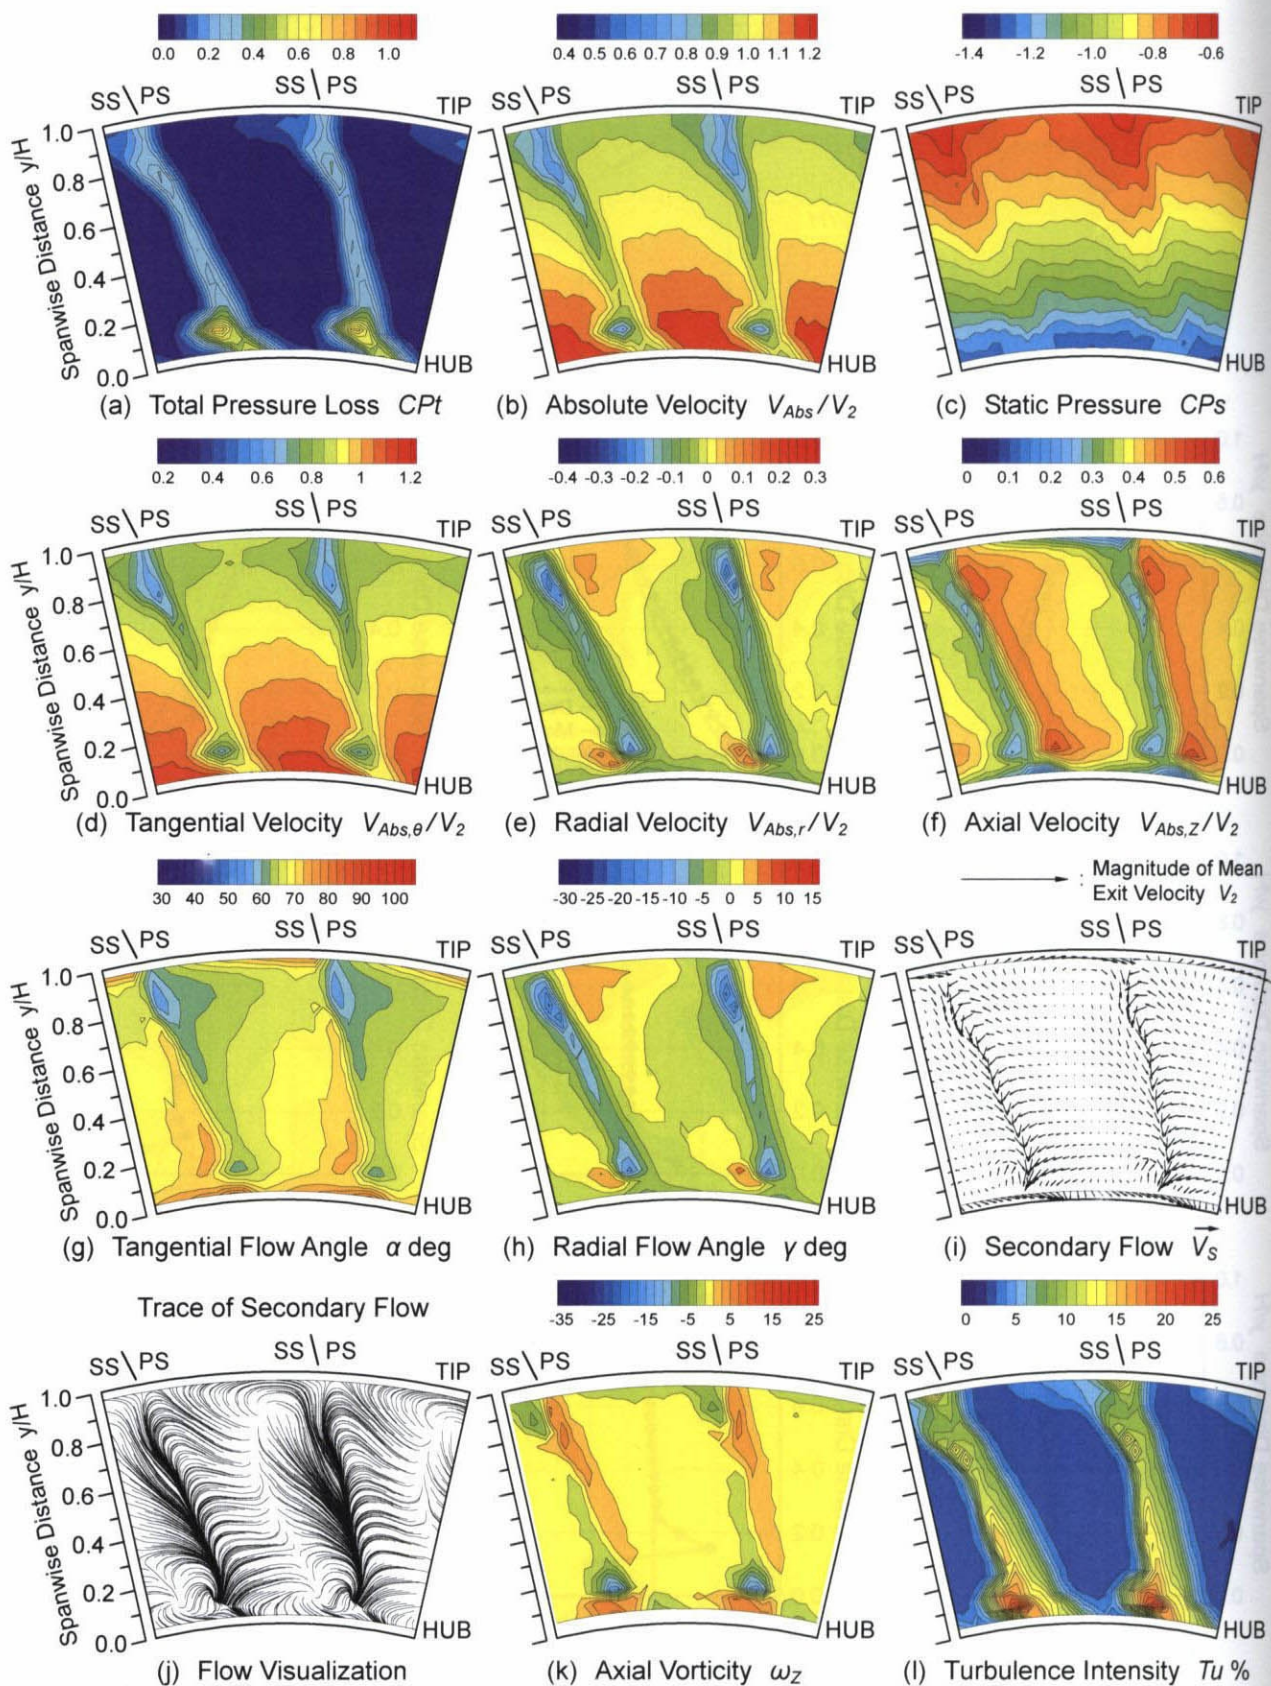 0.0 0.2 0.4 0.6 0.8 1.0
0.4 0.5 0.6 0.7 0.8 0.9 1.0 1.1 1.2
-1.4 -1.2 -1.0 -0.8 -0.6
SS \ PS SS \ PS TIP
SS \ PS SS \ PS TIP
SS \ PS SS \ PS TIP
Spanwise Distance y/H
1.0
0.8
0.6
0.4
0.2
0.0
HUB
HUB
HUB
(a) Total Pressure Loss CPt
(b) Absolute Velocity V_Abs/V_2
(c) Static Pressure CPs
0.2 0.4 0.6 0.8 1 1.2
-0.4 -0.3 -0.2 -0.1 0 0.1 0.2 0.3
0 0.1 0.2 0.3 0.4 0.5 0.6
SS \ PS SS \ PS TIP
SS \ PS SS \ PS TIP
SS \ PS SS \ PS TIP
Spanwise Distance y/H
1.0
0.8
0.6
0.4
0.2
0.0
HUB
HUB
HUB
(d) Tangential Velocity V_Abs,θ/V_2
(e) Radial Velocity V_Abs,r/V_2
(f) Axial Velocity V_Abs,Z/V_2
30 40 50 60 70 80 90 100
-30 -25 -20 -15 -10 -5 0 5 10 15
: Magnitude of Mean
Exit Velocity V_2
SS \ PS SS \ PS TIP
SS \ PS SS \ PS TIP
SS \ PS SS \ PS TIP
Spanwise Distance y/H
1.0
0.8
0.6
0.4
0.2
0.0
HUB
HUB
HUB
(g) Tangential Flow Angle α deg
(h) Radial Flow Angle γ deg
(i) Secondary Flow V_S
Trace of Secondary Flow
-35 -25 -15 -5 5 15 25
0 5 10 15 20 25
SS \ PS SS \ PS TIP
SS \ PS SS \ PS TIP
SS \ PS SS \ PS TIP
Spanwise Distance y/H
1.0
0.8
0.6
0.4
0.2
0.0
HUB
HUB
HUB
(j) Flow Visualization
(k) Axial Vorticity ω_Z
(l) Turbulence Intensity Tu %